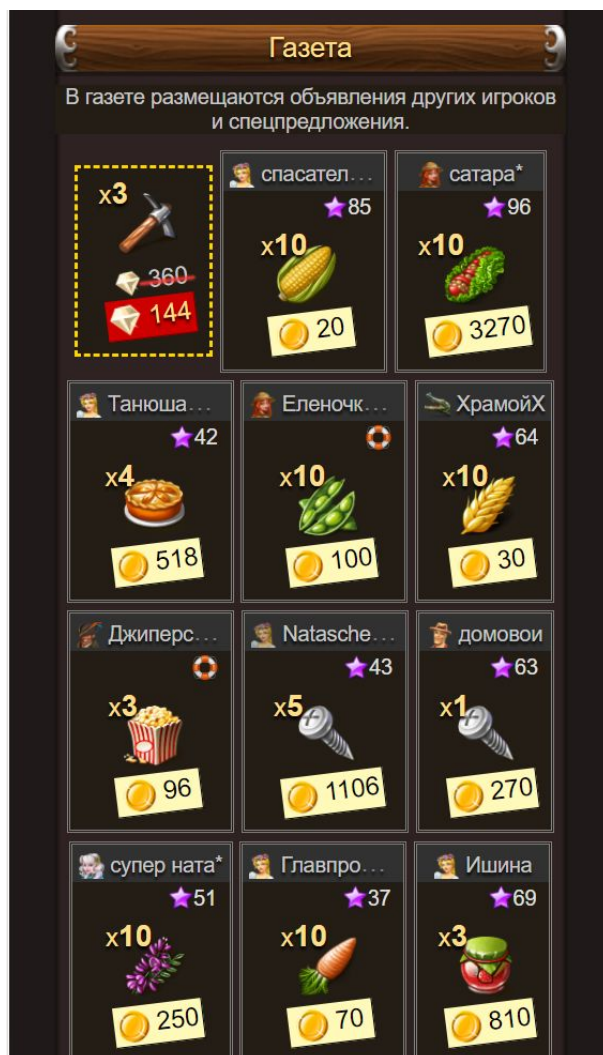 Газета
В газете размещаются объявления других игроков
и спецпредложения.
x3
360
144
спасател...
85
x10
20
сатара*
96
x10
3270
Танюша...
42
x4
518
Еленочк...
x10
100
ХрамойХ
64
x10
30
Джиперс...
x3
96
Natasche...
43
x5
1106
домовои
63
x1
270
супер ната*
51
x10
250
Главпро...
37
x10
70
Ишина
69
x3
810